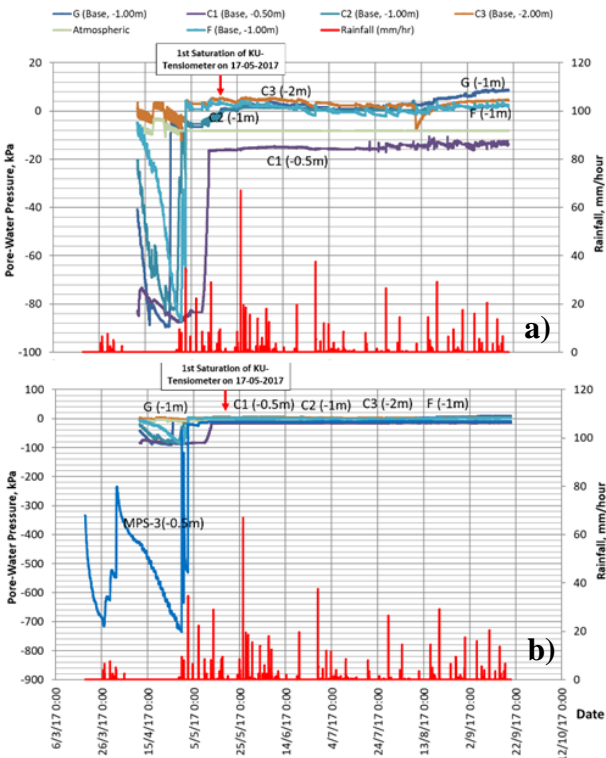 G (Base, -1.00m) C1 (Base, -0.50m) C2 (Base, -1.00m) C3 (Base, -2.00m)
Atmospheric F (Base, -1.00m) Rainfall (mm/hr)
1st Saturation of KU-
Tensiometer on 17-05-2017
Pore-Water Pressure, kPa
20
0
-20
-40
-60
-80
-100
G (-1m)
C3 (-2m)
C2 (-1m)
F (-1m)
C1 (-0.5m)
a)
120
100
80
60
40
20
0
Rainfall, mm/hour
1st Saturation of KU-
Tensiometer on 17-05-2017
Pore-Water Pressure, kPa
100
0
-100
-200
-300
-400
-500
-600
-700
-800
-900
G (-1m) C1 (-0.5m) C2 (-1m) C3 (-2m) F (-1m)
MPS-3(-0.5m)
b)
120
100
80
60
40
20
0
Rainfall, mm/hour
6/3/17 0:00
26/3/17 0:00
15/4/17 0:00
5/5/17 0:00
25/5/17 0:00
14/6/17 0:00
4/7/17 0:00
24/7/17 0:00
13/8/17 0:00
2/9/17 0:00
22/9/17 0:00
12/10/17 0:00
Date